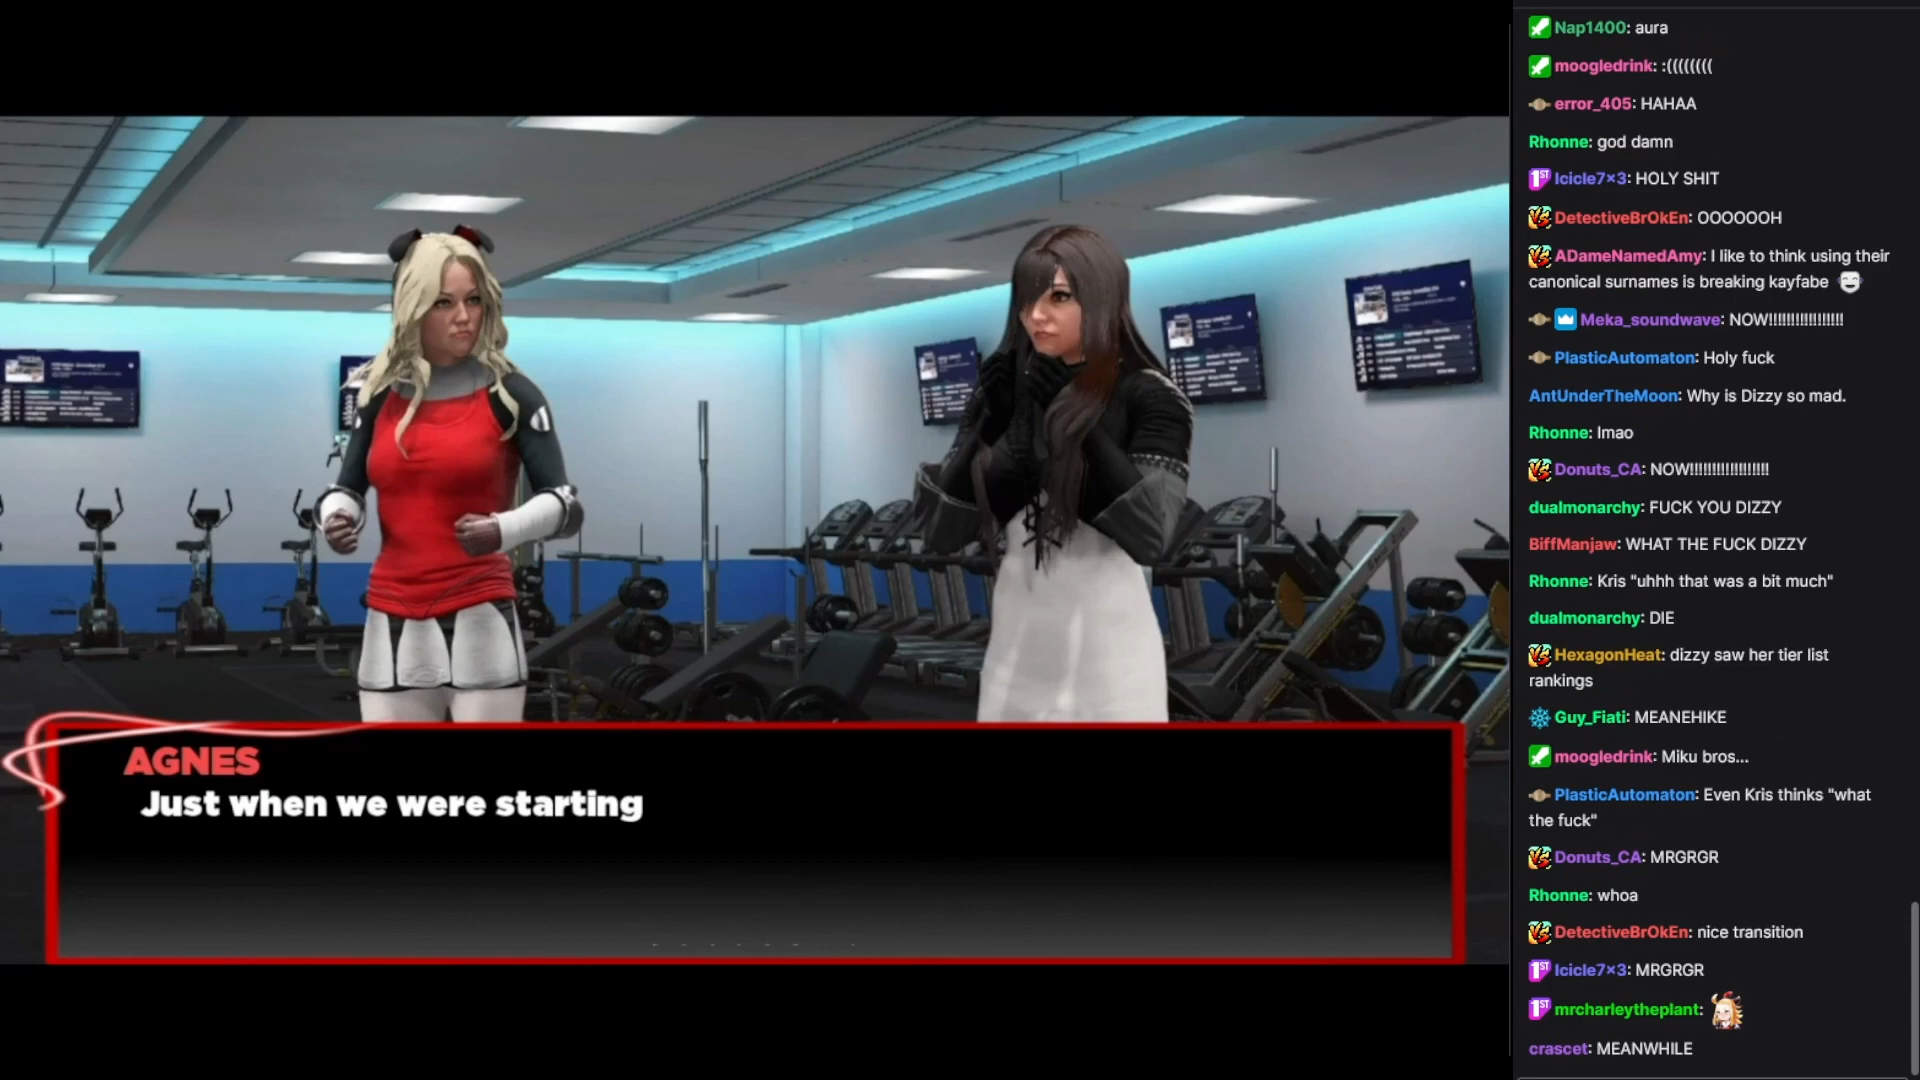 AGNES
Just when we were starting
Nap1400: aura
moogledrink: :((((((((
error_405: HAHAA
Rhonne: god damn
Icicle7x3: HOLY SHIT
DetectiveBrOkEn: OOOOOOH
ADameNamedAmy: I like to think using their
canonical surnames is breaking kayfabe
Meka_soundwave: NOW!!!!!!!!!!!!!!!!!
PlasticAutomaton: Holy fuck
AntUnderTheMoon: Why is Dizzy so mad.
Rhonne: lmao
Donuts_CA: NOW!!!!!!!!!!!!!!!!!!
dualmonarchy: FUCK YOU DIZZY
BiffManjaw: WHAT THE FUCK DIZZY
Rhonne: Kris "uhhh that was a bit much"
dualmonarchy: DIE
HexagonHeat: dizzy saw her tier list
rankings
Guy_Fiati: MEANEHIKE
moogledrink: Miku bros...
PlasticAutomaton: Even Kris thinks "what
the fuck"
Donuts_CA: MRGRGR
Rhonne: whoa
DetectiveBrOkEn: nice transition
Icicle7x3: MRGRGR
mrcharleytheplant:
crascet: MEANWHILE